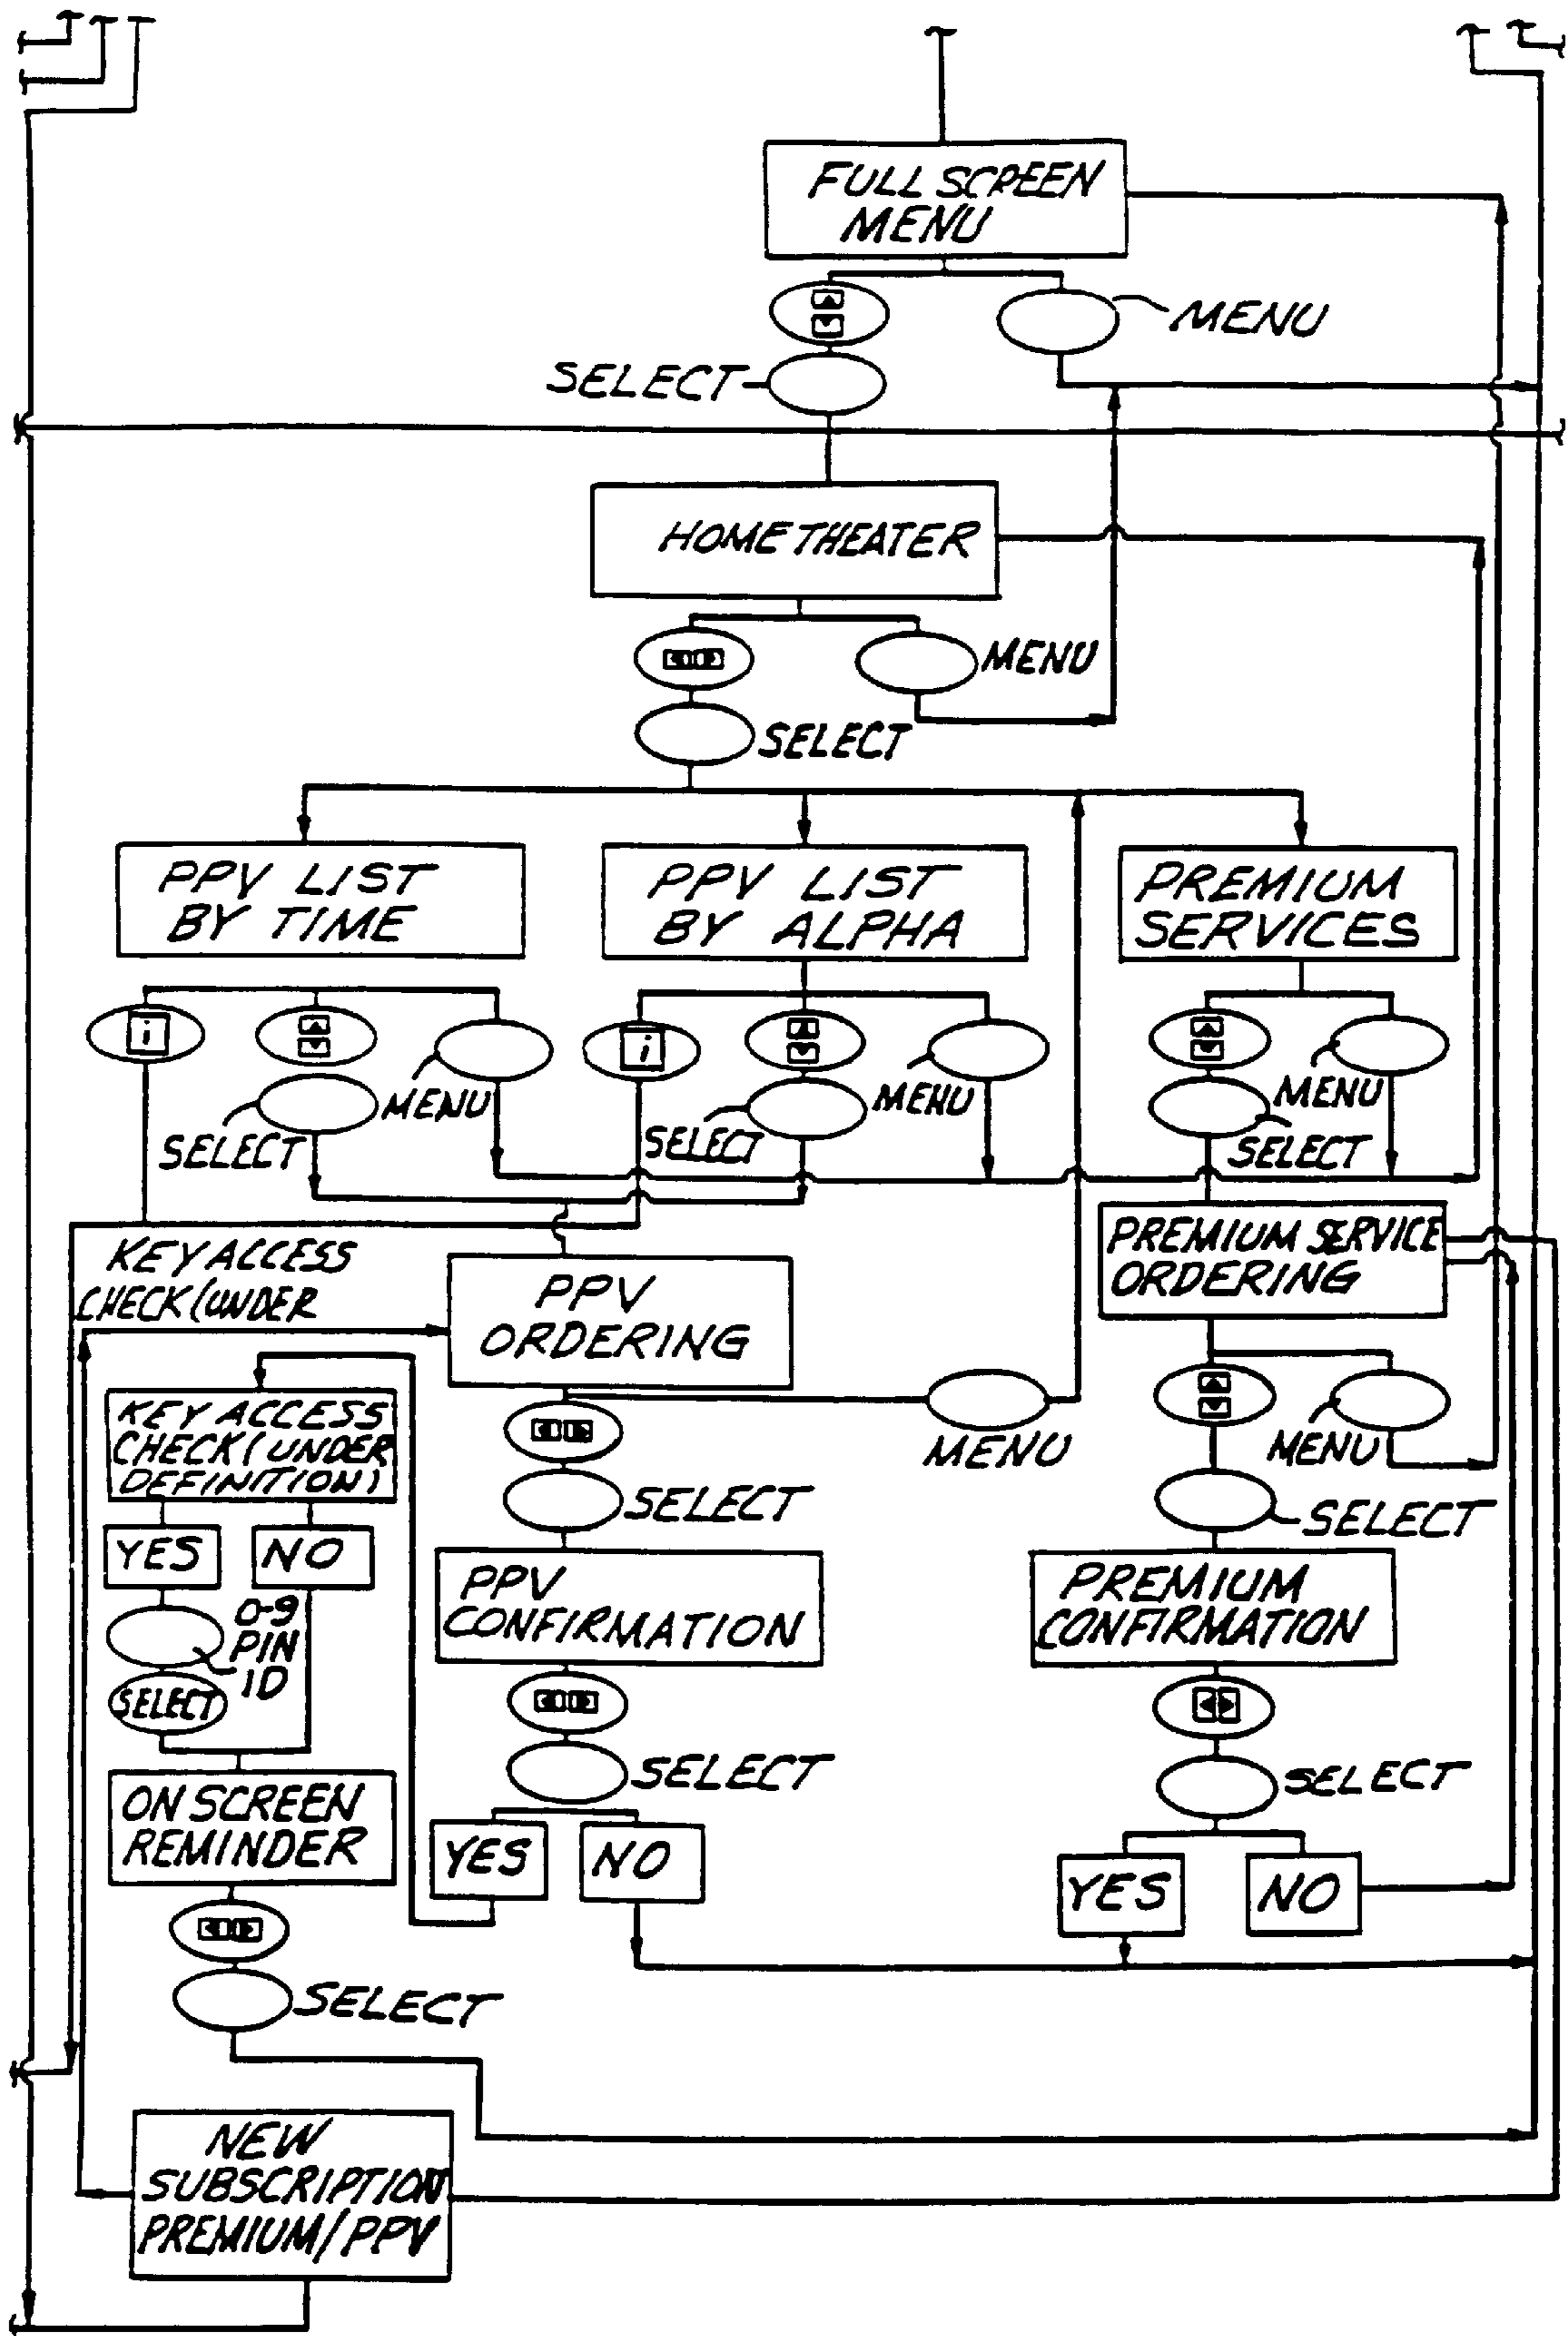 FULL SCREEN
MENU
MENU
SELECT
HOME THEATER
MENU
SELECT
PPV LIST
BY TIME
PPV LIST
BY ALPHA
PREMIUM
SERVICES
i
MENU
SELECT
i
MENU
SELECT
MENU
SELECT
KEY ACCESS
CHECK (UNDER
PPV
ORDERING
PREMIUM SERVICE
ORDERING
MENU
MENU
KEY ACCESS
CHECK (UNDER
DEFINITION)
SELECT
SELECT
YES
NO
0-9
PIN
ID
SELECT
PPV
CONFIRMATION
PREMIUM
CONFIRMATION
SELECT
SELECT
ON SCREEN
REMINDER
YES
NO
YES
NO
SELECT
NEW
SUBSCRIPTION
PREMIUM/PPV